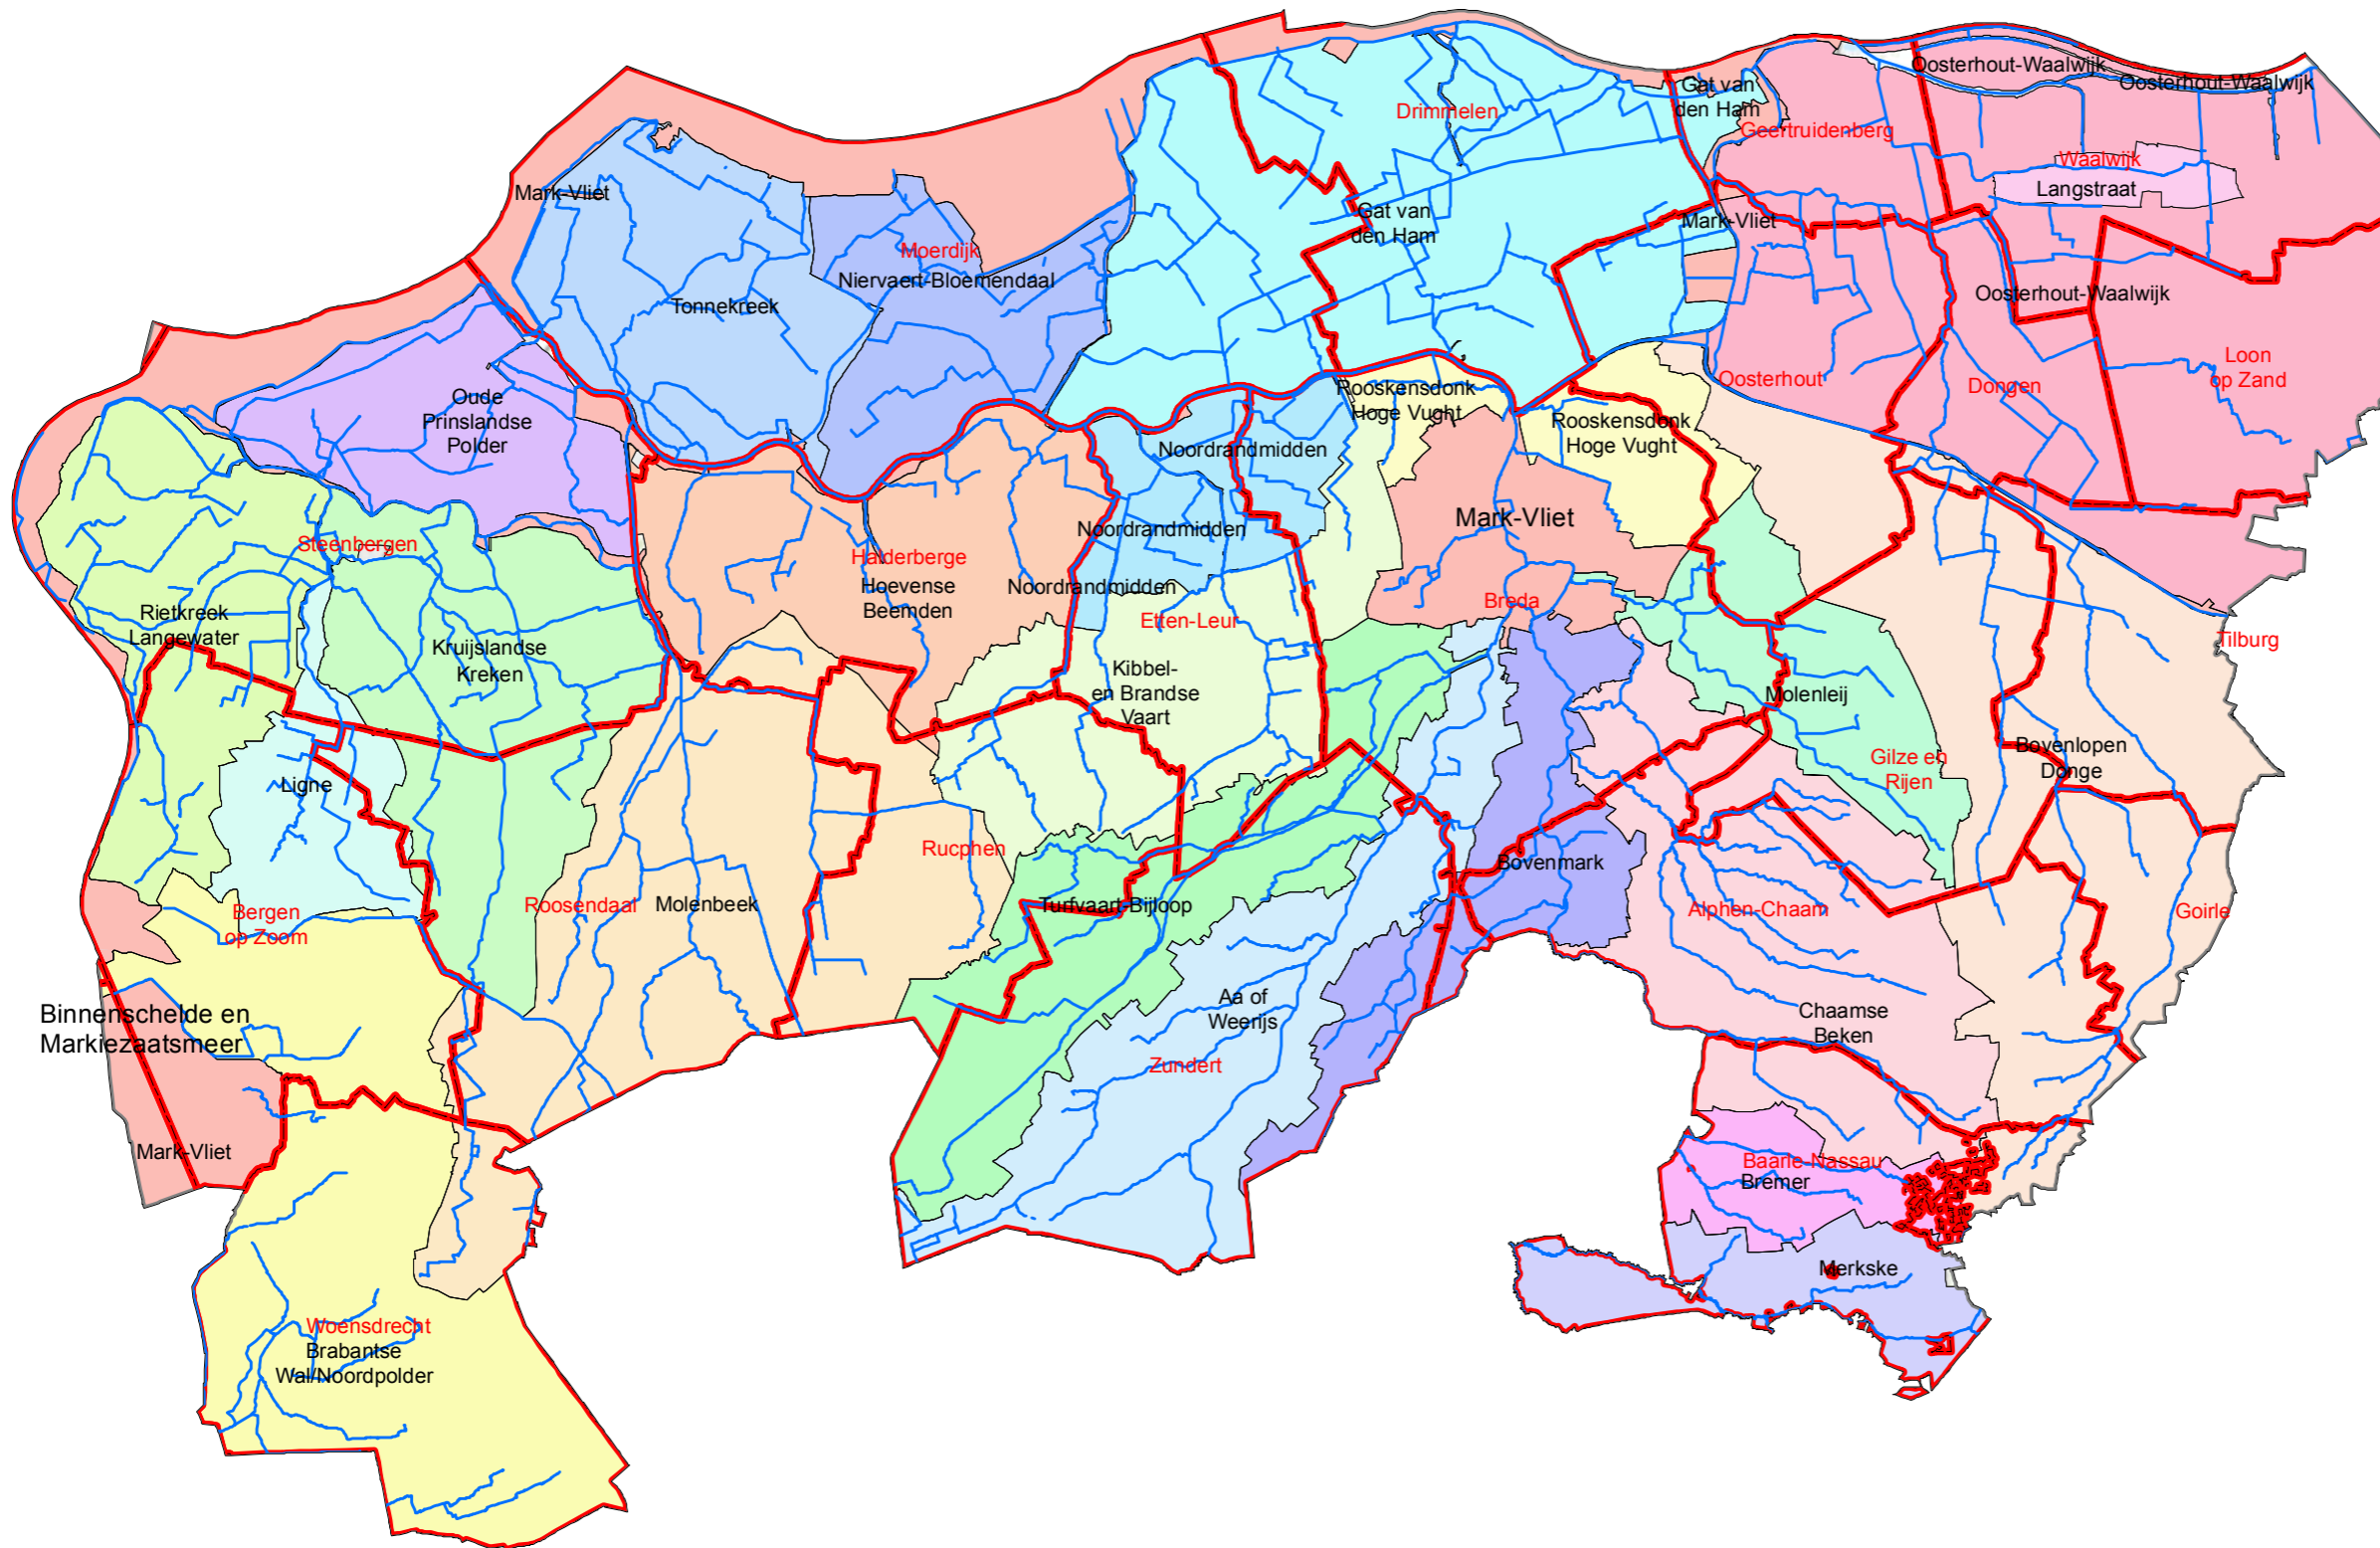 Oosterhout-Waalwijk
Oosterhout-Waalwijk
Gat van
den Ham
Drimmelen
Geertruidenberg
Waalwijk
Langstraat
Mark-Vliet
Gat van
den Ham
Mark-Vliet
Moerdijk
Niervaert-Bloemendaal
Tonnekreek
Oosterhout-Waalwijk
Loon
op Zand
Oosterhout
Dongen
Oude
Prinslandse
Polder
Rooskensdonk
Hoge Vught
Rooskensdonk
Hoge Vught
Noordrandmidden
Mark-Vliet
Noordrandmidden
Steenbergen
Halderberge
Hoevense
Beemden
Noordrandmidden
Breda
Etten-Leur
Rietkreek
Langewater
Kruijslandse
Kreken
Tilburg
Kibbel-
en Brandse
Vaart
Molenleij
Bovenlopen
Donge
Gilze en
Rijen
Ligne
Rucphen
Bovenmark
Roosendaal
Molenbeek
Turfvaart-Bijloop
Alphen-Chaam
Goirle
Bergen
op Zoom
Aa of
Weerijs
Binnenschelde en
Markiezaatsmeer
Chaamse
Beken
Zundert
Mark-Vliet
Baarle-Nassau
Bremer
Merkske
Woensdrecht
Brabantse
Wal/Noordpolder